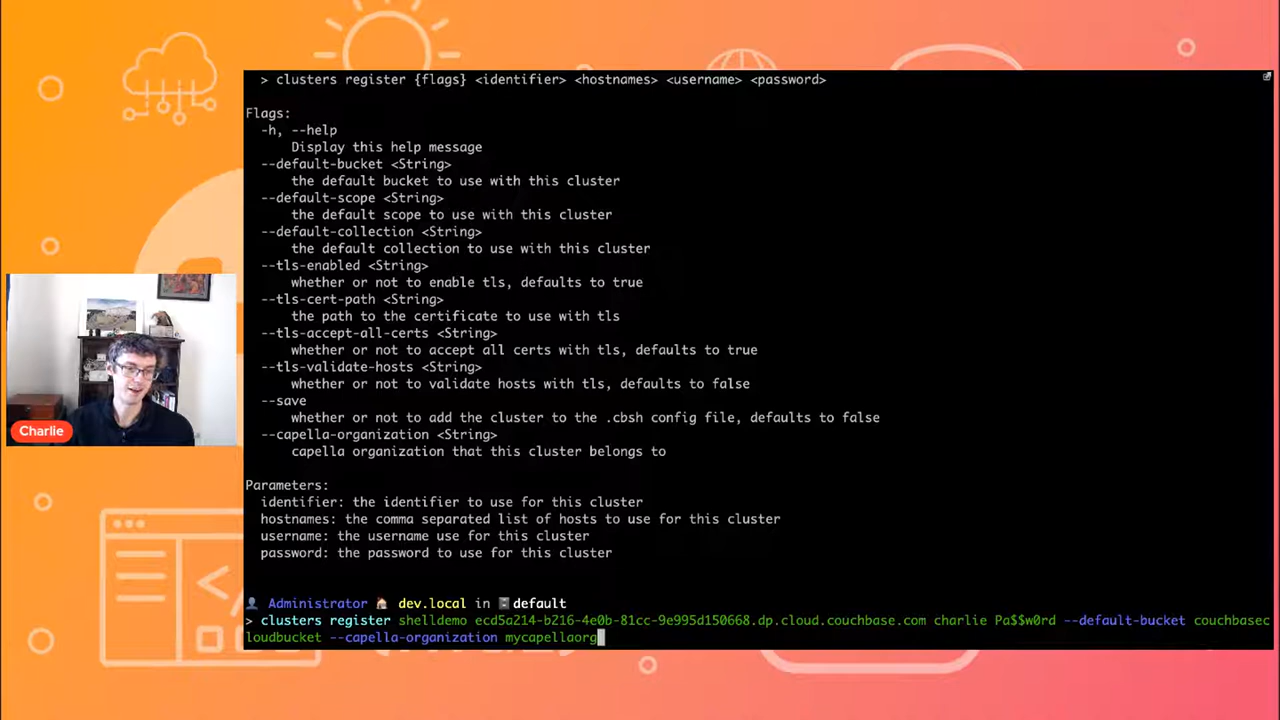 > clusters register {flags} <identifier> <hostnames> <username> <password>
Flags:
-h, --help
Display this help message
--default-bucket <String>
the default bucket to use with this cluster
--default-scope <String>
the default scope to use with this cluster
--default-collection <String>
the default collection to use with this cluster
--tls-enabled <String>
whether or not to enable tls, defaults to true
--tls-cert-path <String>
the path to the certificate to use with tls
--tls-accept-all-certs <String>
whether or not to accept all certs with tls, defaults to true
--tls-validate-hosts <String>
whether or not to validate hosts with tls, defaults to false
--save
whether or not to add the cluster to the .cbsh config file, defaults to false
--capella-organization <String>
capella organization that this cluster belongs to
Parameters:
identifier: the identifier to use for this cluster
hostnames: the comma separated list of hosts to use for this cluster
username: the username use for this cluster
password: the password to use for this cluster
Administrator dev.local in default
> clusters register shelldemo ecd5a214-b216-4e0b-81cc-9e995d150668.dp.cloud.couchbase.com charlie Pa$$w0rd --default-bucket couchbasec
loudbucket --capella-organization mycapellaorg
Charlie